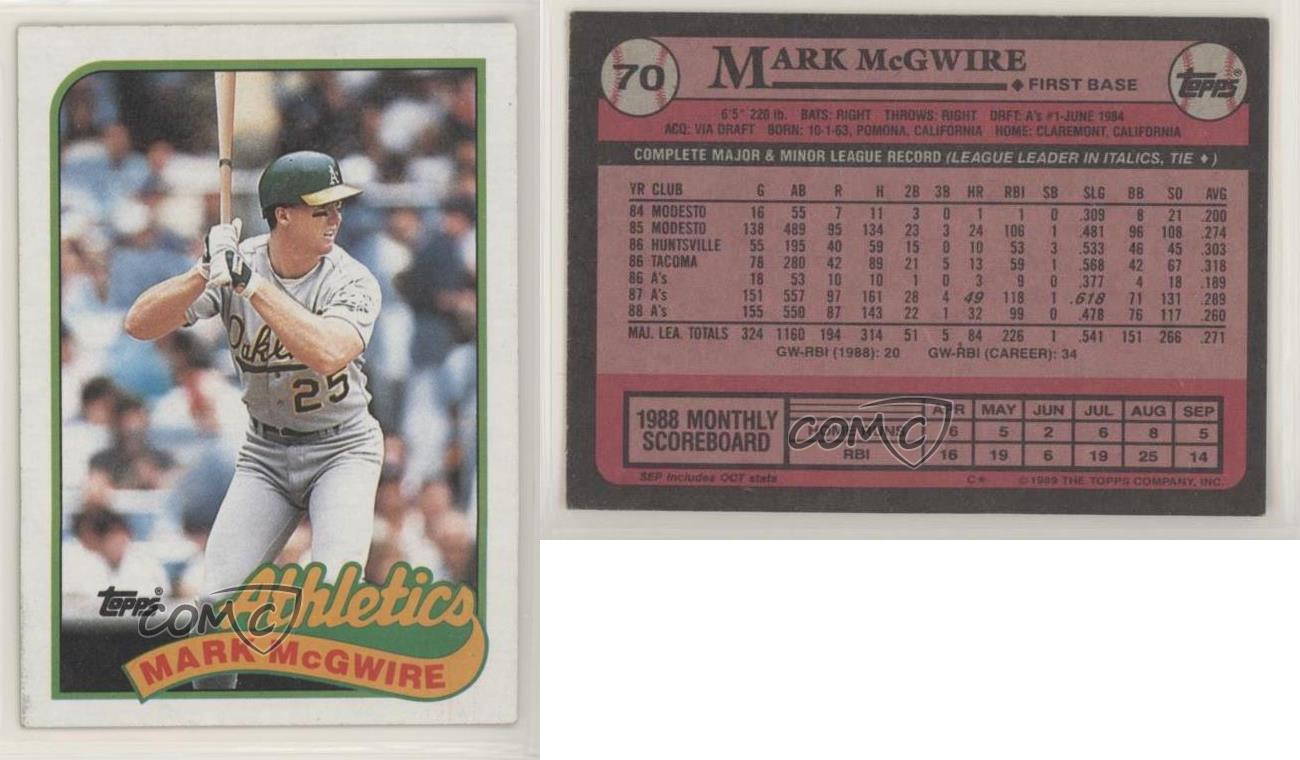 A's
Oakl
25
Topps®
COMC
Athletics
MARK McGWIRE
70
MARK McGWIRE
♦ FIRST BASE
Topps®
6'5" 220 lb. BATS: RIGHT THROWS: RIGHT DRFT: A's #1-JUNE 1984
ACQ: VIA DRAFT BORN: 10-1-63, POMONA, CALIFORNIA HOME: CLAREMONT, CALIFORNIA
COMPLETE MAJOR & MINOR LEAGUE RECORD (LEAGUE LEADER IN ITALICS, TIE ♦)
YR CLUB G AB R H 2B 3B HR RBI SB SLG BB SO AVG
84 MODESTO 16 55 7 11 3 0 1 1 0 .309 8 21 .200
85 MODESTO 138 489 95 134 23 3 24 106 1 .481 96 108 .274
86 HUNTSVILLE 55 195 40 59 15 0 10 53 3 .533 46 45 .303
86 TACOMA 78 280 42 89 21 5 13 59 1 .568 42 67 .318
86 A's 18 53 10 10 1 0 3 9 0 .377 4 18 .189
87 A's 151 557 97 161 28 4 49 118 1 .618 71 131 .289
88 A's 155 550 87 143 22 1 32 99 0 .478 76 117 .260
MAJ. LEA. TOTALS 324 1160 194 314 51 5 84 226 1 .541 151 266 .271
GW-RBI (1988): 20 GW-RBI (CAREER): 34
1988 MONTHLY SCOREBOARD
APR MAY JUN JUL AUG SEP
6 5 2 6 8 5
RBI 16 19 6 19 25 14
COMC
SEP includes OCT stats
C* © 1989 THE TOPPS COMPANY, INC.